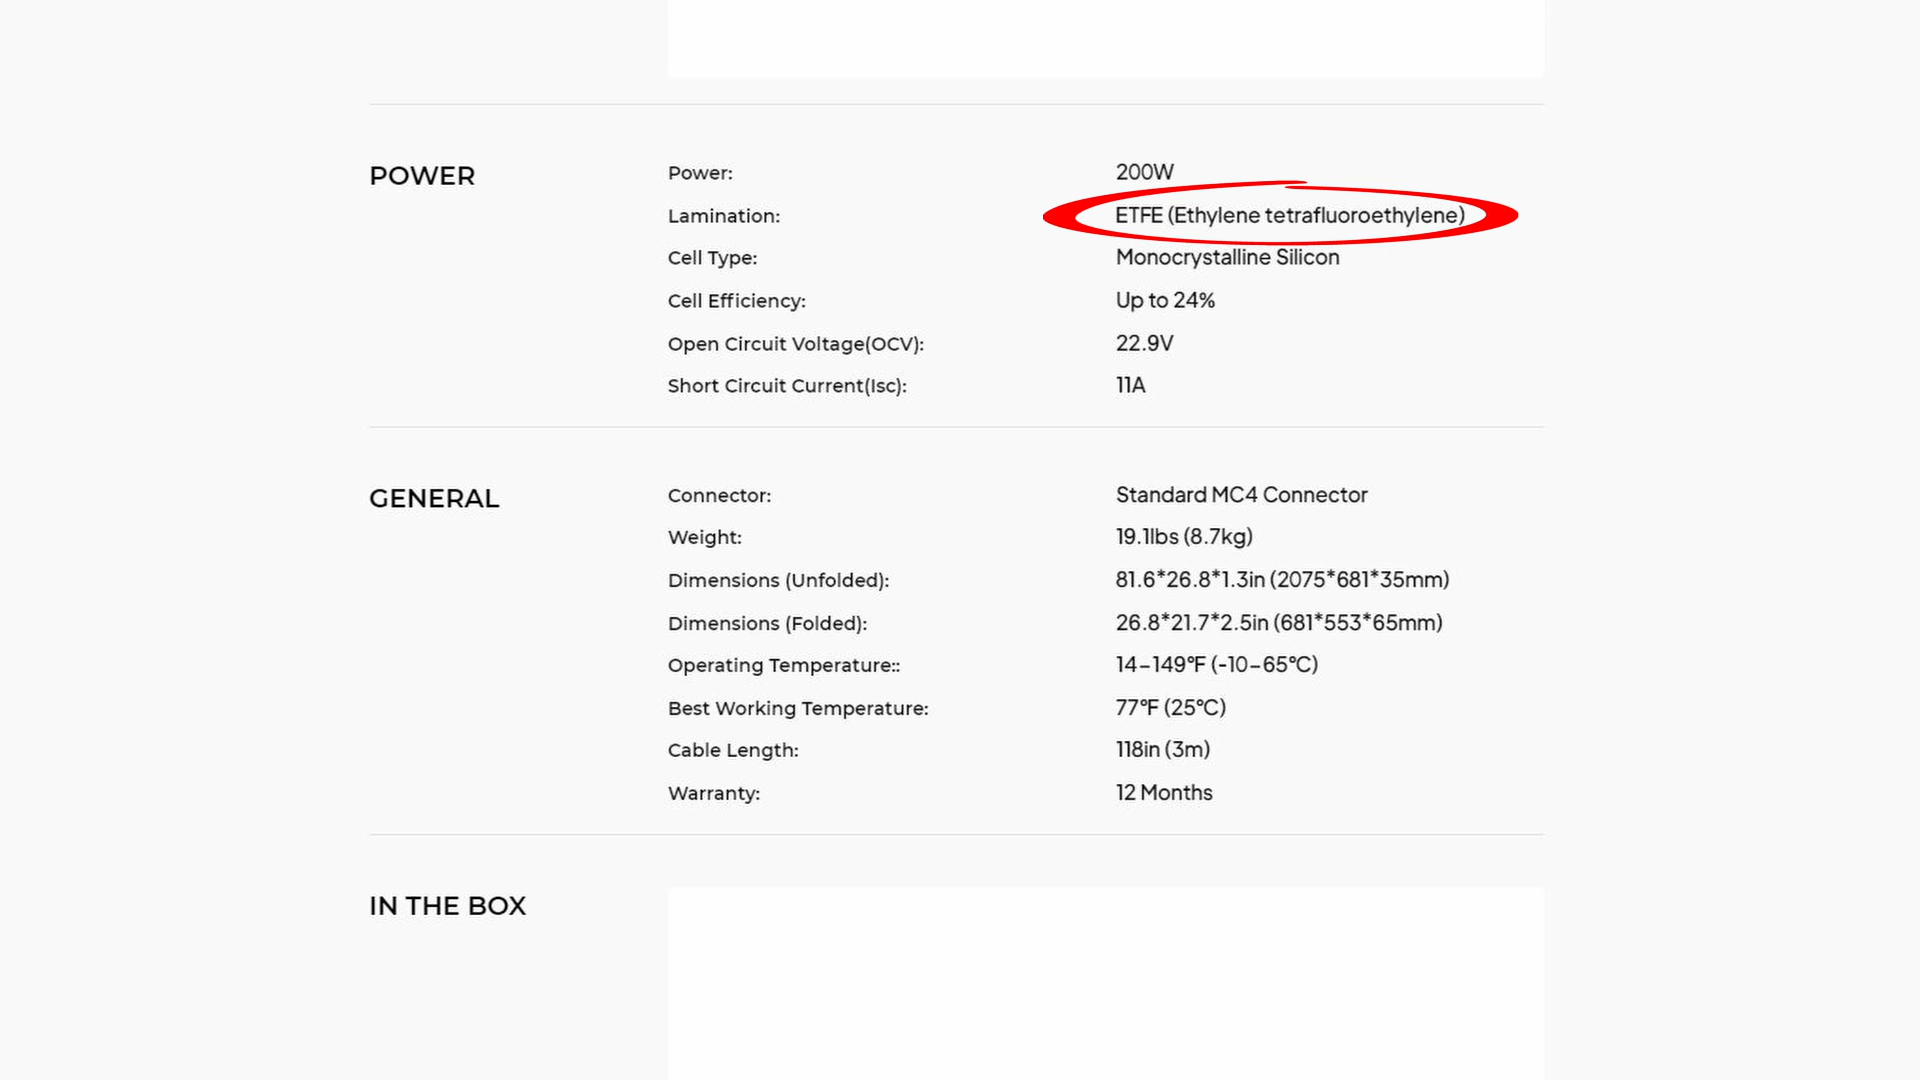 POWER
Power: 200W
Lamination: ETFE (Ethylene tetrafluoroethylene)
Cell Type: Monocrystalline Silicon
Cell Efficiency: Up to 24%
Open Circuit Voltage(OCV): 22.9V
Short Circuit Current(Isc): 11A
GENERAL
Connector: Standard MC4 Connector
Weight: 19.1lbs (8.7kg)
Dimensions (Unfolded): 81.6*26.8*1.3in (2075*681*35mm)
Dimensions (Folded): 26.8*21.7*2.5in (681*553*65mm)
Operating Temperature:: 14–149℉ (-10–65℃)
Best Working Temperature: 77℉ (25℃)
Cable Length: 118in (3m)
Warranty: 12 Months
IN THE BOX